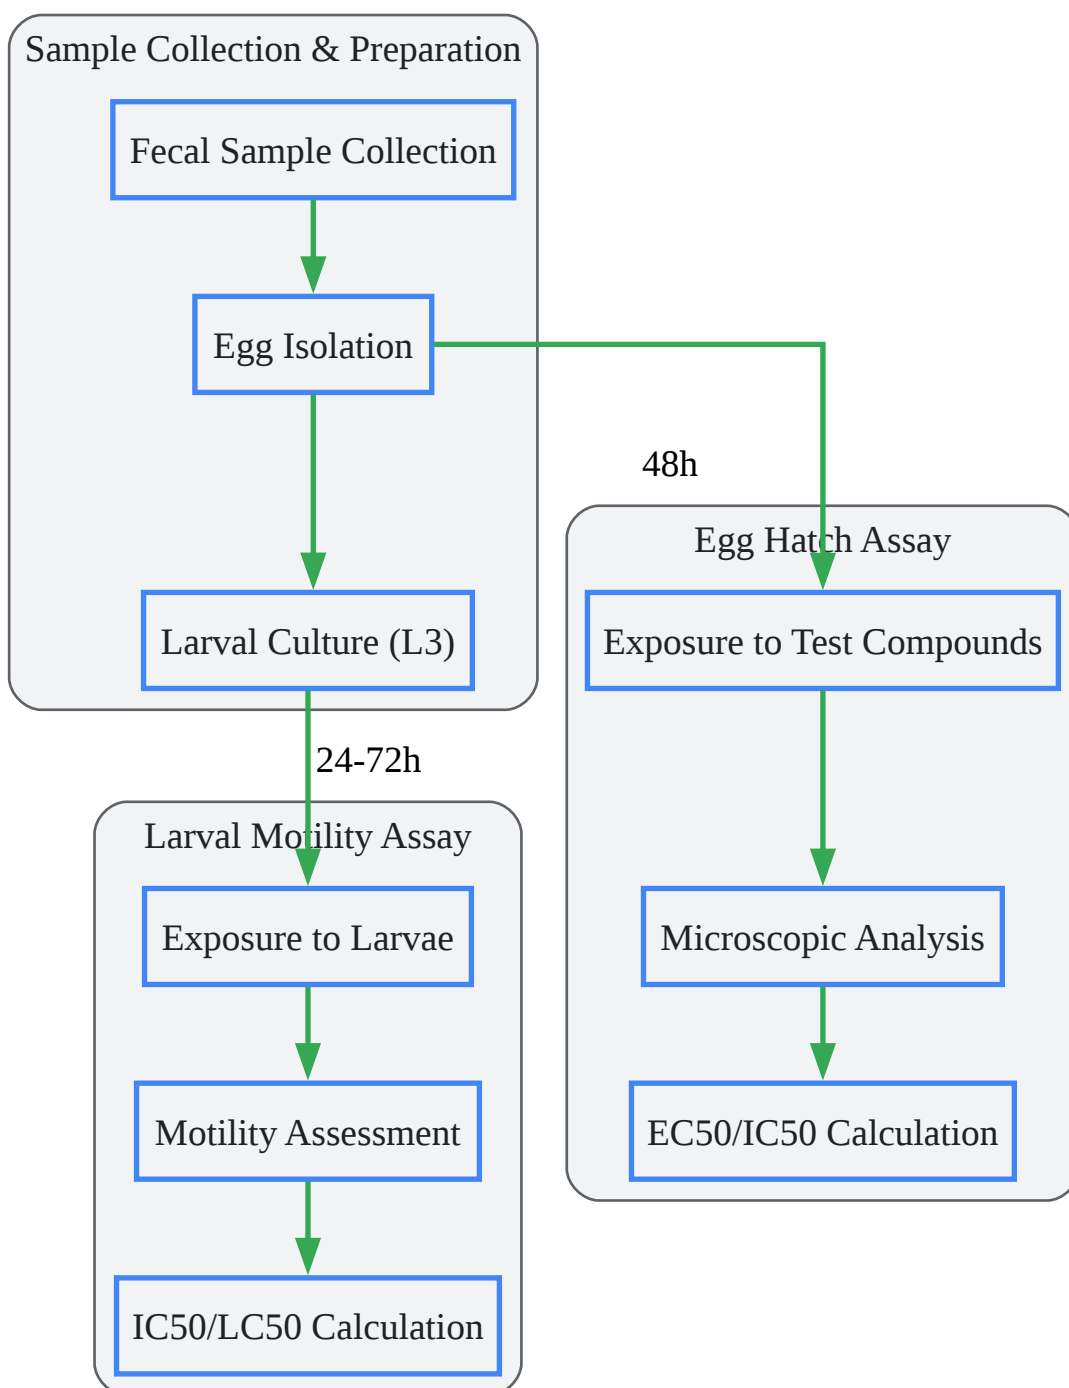 Sample Collection & Preparation
Fecal Sample Collection
Egg Isolation
48h
Egg Hatch Assay
Larval Culture (L3)
Exposure to Test Compounds
24-72h
Larval Motility Assay
Exposure to Larvae
Microscopic Analysis
Motility Assessment
EC50/IC50 Calculation
IC50/LC50 Calculation